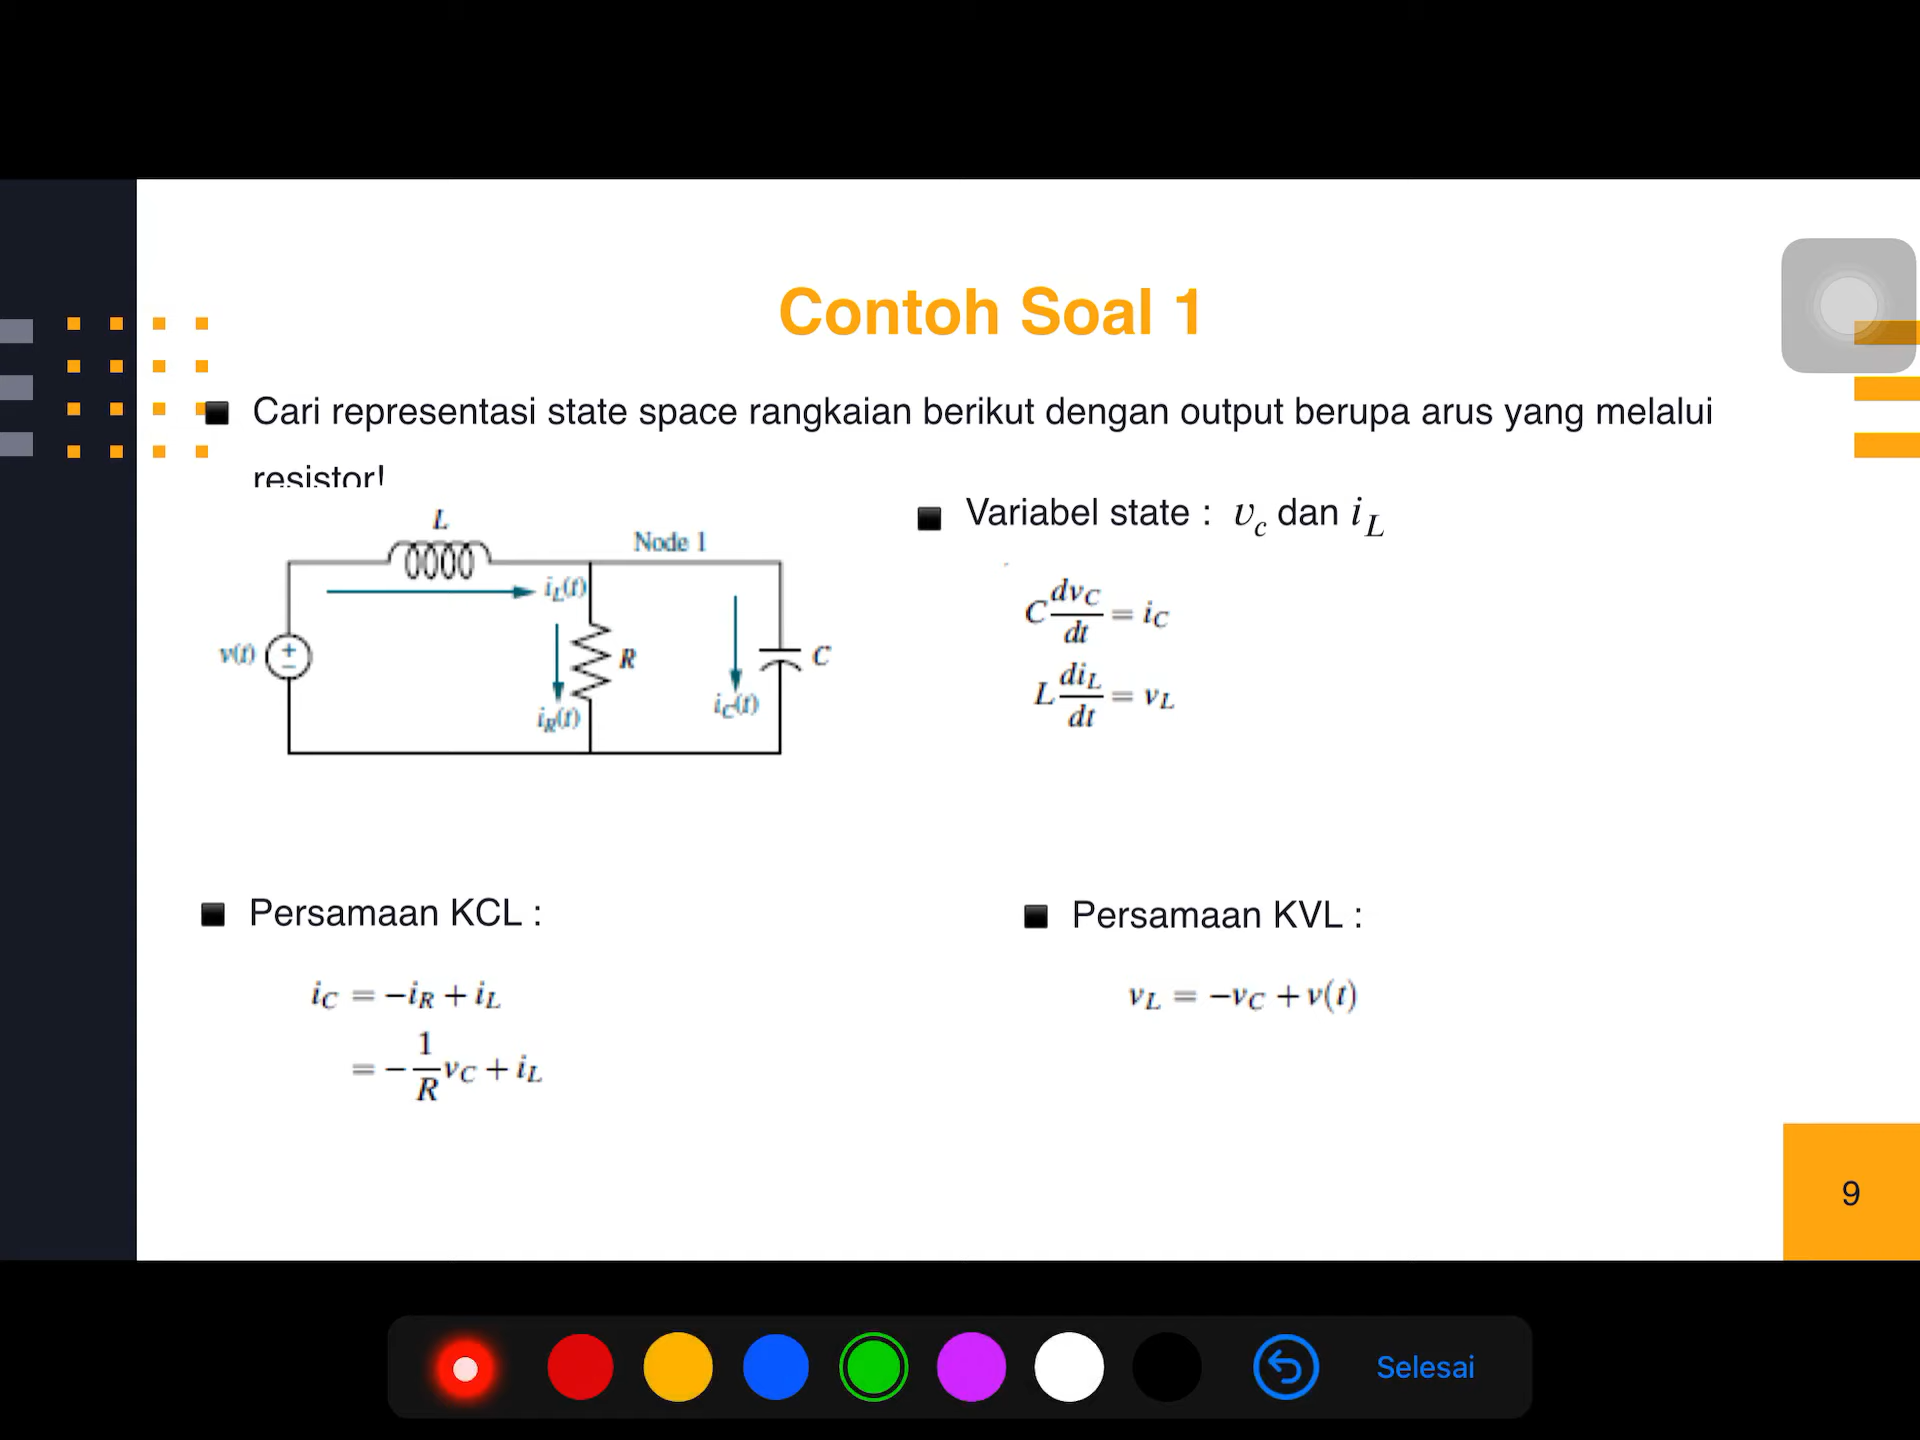 Contoh Soal 1
Cari representasi state space rangkaian berikut dengan output berupa arus yang melalui
resistor!
L
Node 1
i_L(t)
v(t)
+
−
R
C
i_R(t)
i_C(t)
Variabel state : v_c dan i_L
C dv_C/dt = i_C
L di_L/dt = v_L
Persamaan KCL :
i_C = −i_R + i_L
= −1/R v_C + i_L
Persamaan KVL :
v_L = −v_C + v(t)
9
Selesai